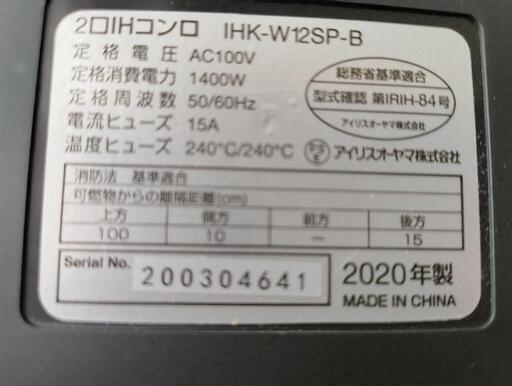 2口IHコンロ IHK-W12SP-B
定格電圧 AC100V
定格消費電力 1400W
定格周波数 50/60Hz
電流ヒューズ 15A
温度ヒューズ 240℃/240℃
総務省基準適合
型式確認 第IRIH-84号
アイリスオーヤマ株式会社
PSE アイリスオーヤマ株式会社
消防法 基準適合
可燃物からの離隔距離(cm)
上方 側方 前方 後方
100 10 ー 15
Serial No. 200304641
2020年製
MADE IN CHINA